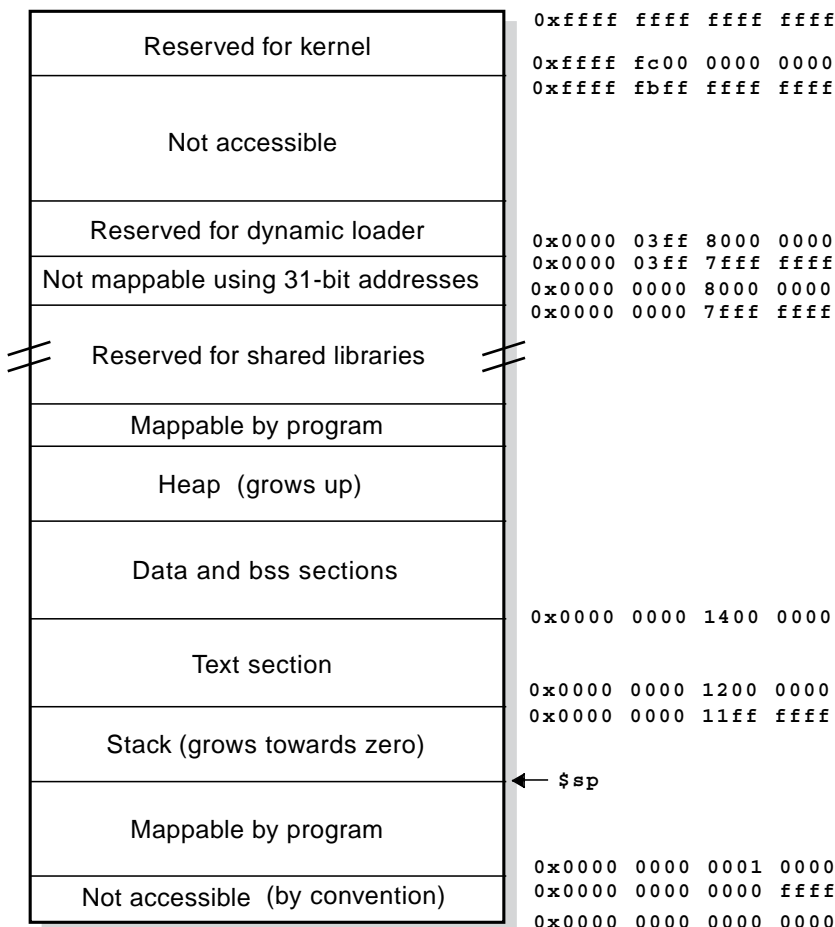 0xffff ffff ffff ffff
Reserved for kernel
0xffff fc00 0000 0000
0xffff fbff ffff ffff
Not accessible
Reserved for dynamic loader
0x0000 03ff 8000 0000
0x0000 03ff 7fff ffff
Not mappable using 31-bit addresses
0x0000 0000 8000 0000
0x0000 0000 7fff ffff
Reserved for shared libraries
Mappable by program
Heap (grows up)
Data and bss sections
0x0000 0000 1400 0000
Text section
0x0000 0000 1200 0000
0x0000 0000 11ff ffff
Stack (grows towards zero)
$sp
Mappable by program
0x0000 0000 0001 0000
0x0000 0000 0000 ffff
Not accessible (by convention)
0x0000 0000 0000 0000